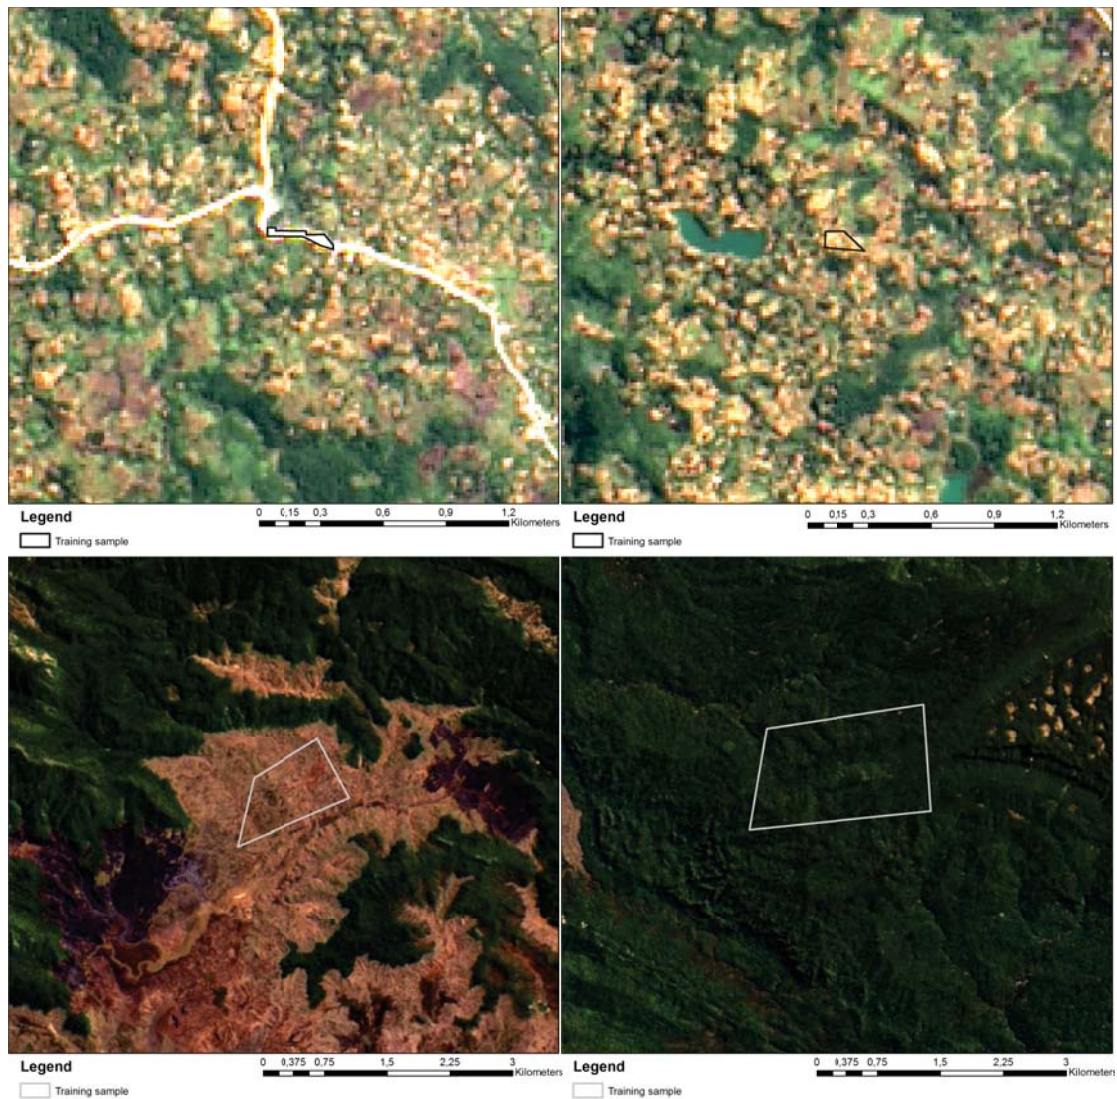 0 0,15 0,3 0,6 0,9 1,2
Legend
Kilometers
Training sample
0 0,15 0,3 0,6 0,9 1,2
Legend
Kilometers
Training sample
0 0,375 0,75 1,5 2,25 3
Legend
Kilometers
Training sample
0 0,375 0,75 1,5 2,25 3
Legend
Kilometers
Training sample